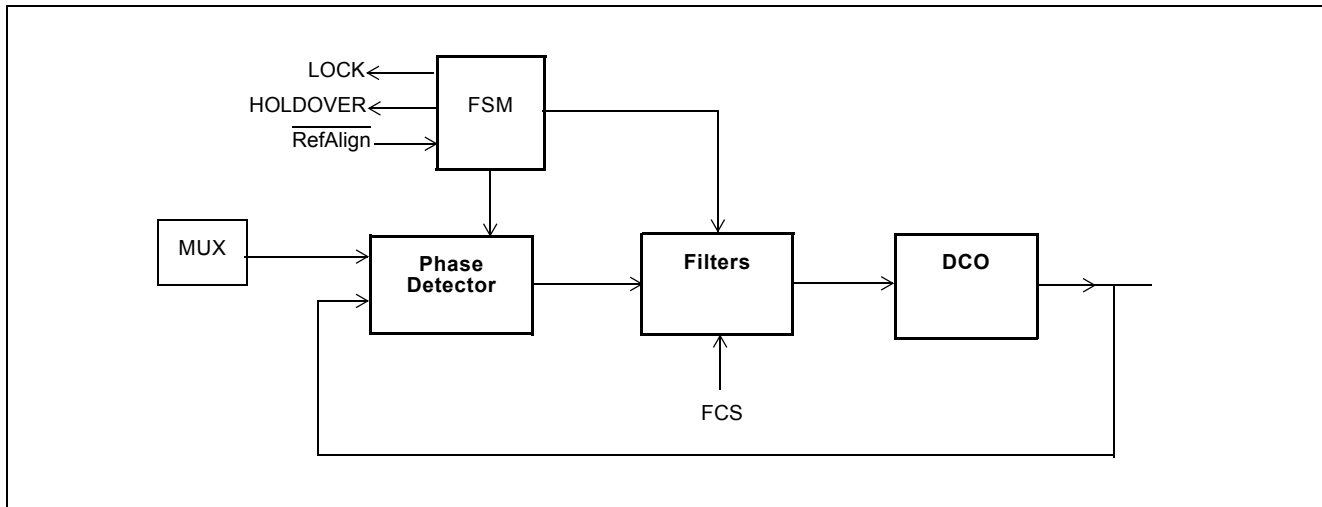 LOCK
HOLDOVER
FSM
RefAlign
MUX
Phase
Detector
Filters
DCO
FCS